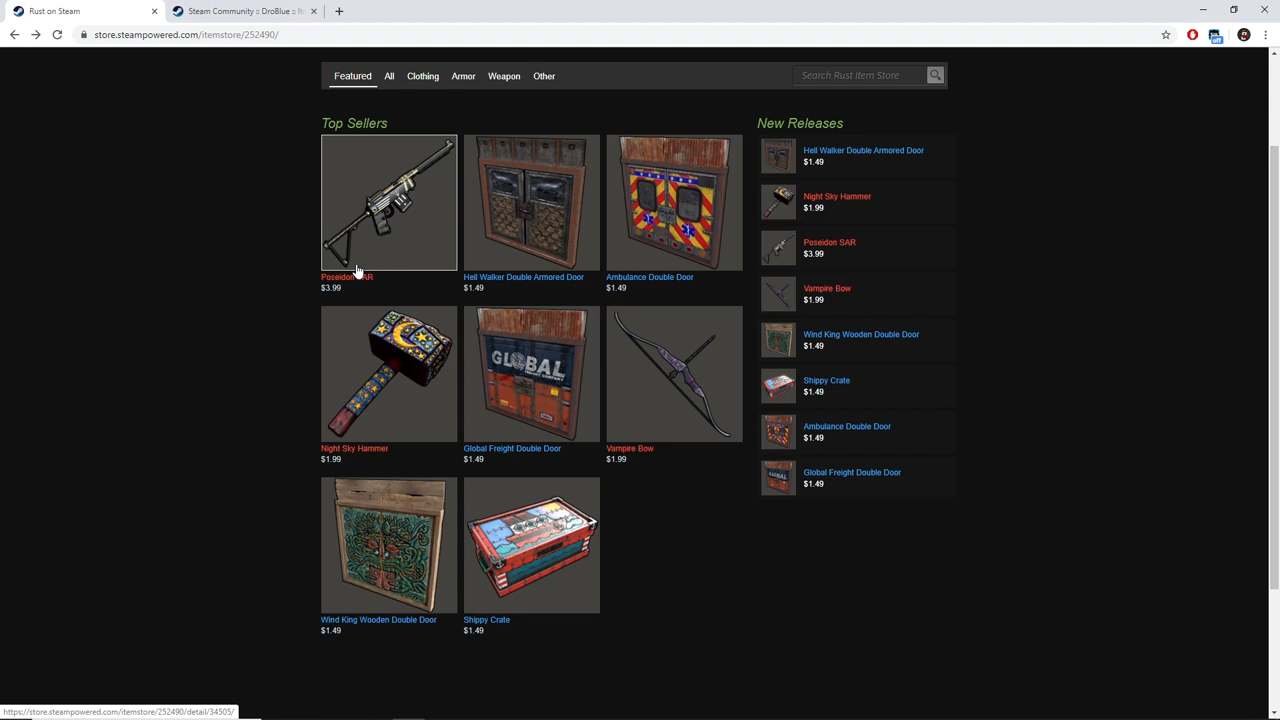 Rust on Steam
Steam Community :: DroBlue :: It
store.steampowered.com/itemstore/252490/
off
Featured
All
Clothing
Armor
Weapon
Other
Search Rust Item Store
Top Sellers
Poseidon SAR
$3.99
Hell Walker Double Armored Door
$1.49
Ambulance Double Door
$1.49
GLOBAL
Night Sky Hammer
$1.99
Global Freight Double Door
$1.49
Vampire Bow
$1.99
Wind King Wooden Double Door
$1.49
Shippy Crate
$1.49
New Releases
Hell Walker Double Armored Door
$1.49
Night Sky Hammer
$1.99
Poseidon SAR
$3.99
Vampire Bow
$1.99
Wind King Wooden Double Door
$1.49
Shippy Crate
$1.49
Ambulance Double Door
$1.49
Global Freight Double Door
$1.49
https://store.steampowered.com/itemstore/252490/detail/34505/